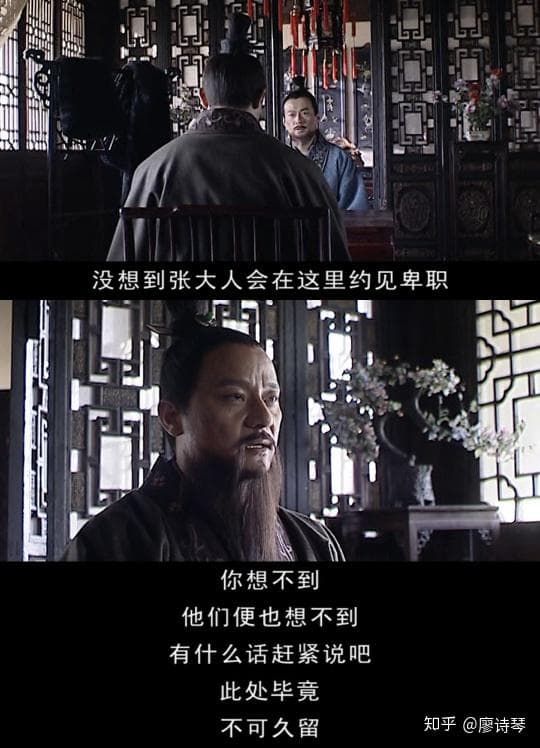 没想到张大人会在这里约见卑职
你想不到
他们便也想不到
有什么话赶紧说吧
此处毕竟
不可久留
知乎 @廖诗琴